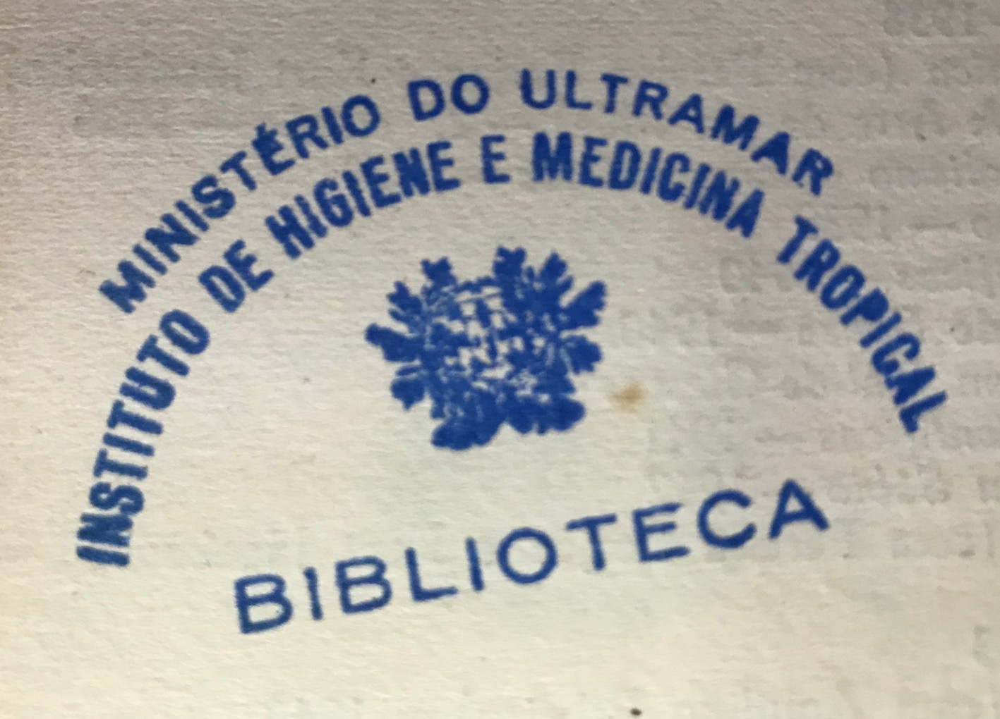 MINISTÉRIO DO ULTRAMAR
INSTITUTO DE HIGIENE E MEDICINA TROPICAL
BIBLIOTECA